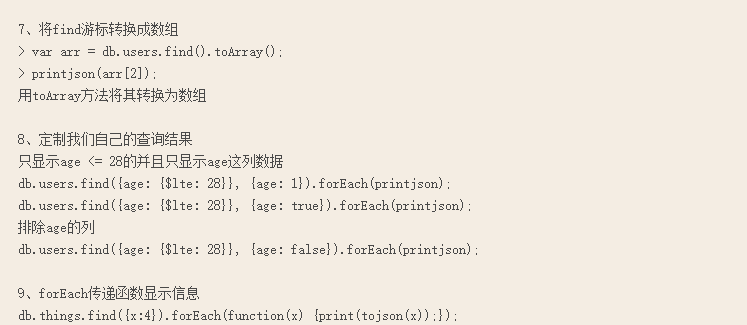 7、将find游标转换成数组
> var arr = db.users.find().toArray();
> printjson(arr[2]);
用toArray方法将其转换为数组
8、定制我们自己的查询结果
只显示age <= 28的并且只显示age这列数据
db.users.find({age: {$lte: 28}}, {age: 1}).forEach(printjson);
db.users.find({age: {$lte: 28}}, {age: true}).forEach(printjson);
排除age的列
db.users.find({age: {$lte: 28}}, {age: false}).forEach(printjson);
9、forEach传递函数显示信息
db.things.find({x:4}).forEach(function(x) {print(tojson(x));});